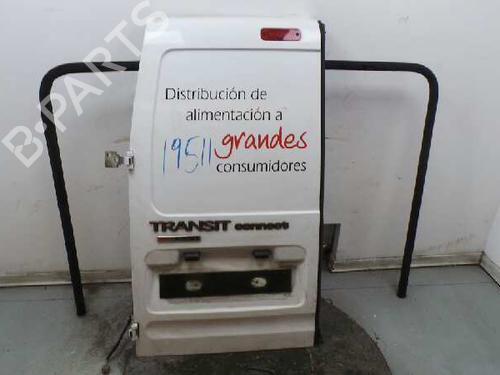 B-PARTS
Distribución de
alimentación a
19511 grandes
consumidores
TRANSIT connect